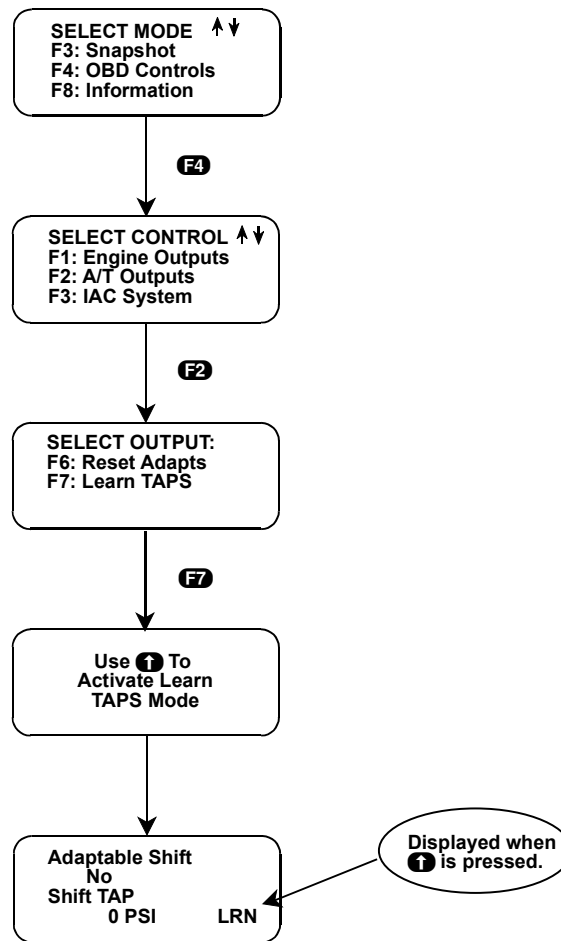 SELECT MODE ↑↓
F3: Snapshot
F4: OBD Controls
F8: Information
F4
SELECT CONTROL ↑↓
F1: Engine Outputs
F2: A/T Outputs
F3: IAC System
F2
SELECT OUTPUT:
F6: Reset Adapts
F7: Learn TAPS
F7
Use ↑ To
Activate Learn
TAPS Mode
Adaptable Shift
No
Shift TAP
0 PSI LRN
Displayed when
↑ is pressed.